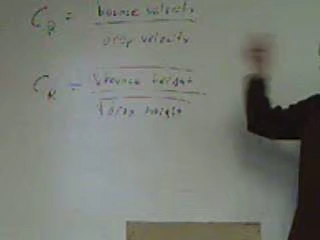 C_R = bounce velocity
drop velocity
C_R = √bounce height
√drop height